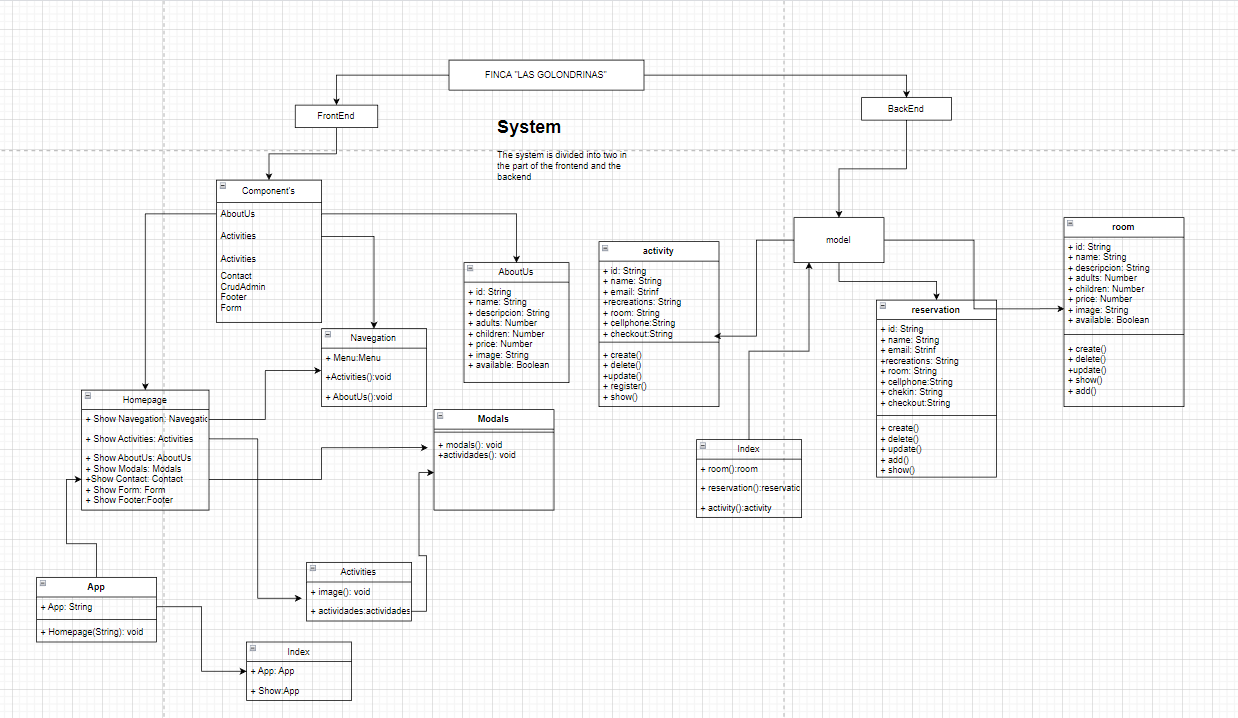 FINCA "LAS GOLONDRINAS"
FrontEnd
BackEnd
System
The system is divided into two in
the part of the frontend and the
backend
Component's
AboutUs
Activities
Activities
Contact
CrudAdmin
Footer
Form
AboutUs
+ id: String
+ name: String
+ descripcion: String
+ adults: Number
+ children: Number
+ price: Number
+ image: String
+ available: Boolean
Navegation
+ Menu:Menu
+Activities():void
+ AboutUs():void
Homepage
+ Show Navegation: Navegatic
+ Show Activities: Activities
+ Show AboutUs: AboutUs
+ Show Modals: Modals
+Show Contact: Contact
+ Show Form: Form
+ Show Footer:Footer
Modals
+ modals(): void
+actividades(): void
Activities
+ image(): void
+ actividades:actividades
App
+ App: String
+ Homepage(String): void
Index
+ App: App
+ Show:App
model
activity
+ id: String
+ name: String
+ email: Strinf
+recreations: String
+ room: String
+ cellphone:String
+ checkout:String
+ create()
+ delete()
+update()
+ register()
+ show()
reservation
+ id: String
+ name: String
+ email: Strinf
+recreations: String
+ room: String
+ cellphone:String
+ chekin: String
+ checkout:String
+ create()
+ delete()
+ update()
+ add()
+ show()
room
+ id: String
+ name: String
+ descripcion: String
+ adults: Number
+ children: Number
+ price: Number
+ image: String
+ available: Boolean
+ create()
+ delete()
+update()
+ show()
+ add()
Index
+ room():room
+ reservation():reservatic
+ activity():activity